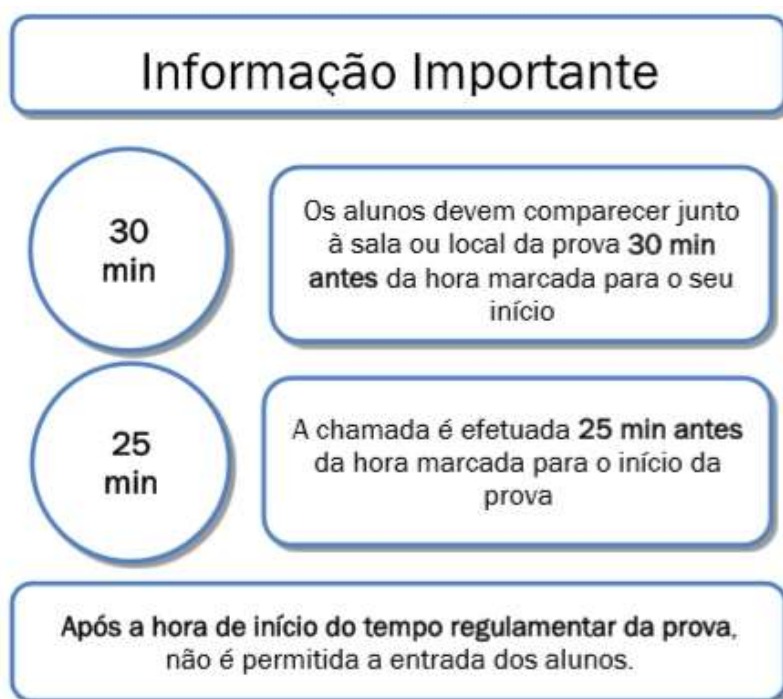 Informação Importante
30
min
Os alunos devem comparecer junto
à sala ou local da prova 30 min
antes da hora marcada para o seu
início
25
min
A chamada é efetuada 25 min antes
da hora marcada para o início da
prova
Após a hora de início do tempo regulamentar da prova,
não é permitida a entrada dos alunos.